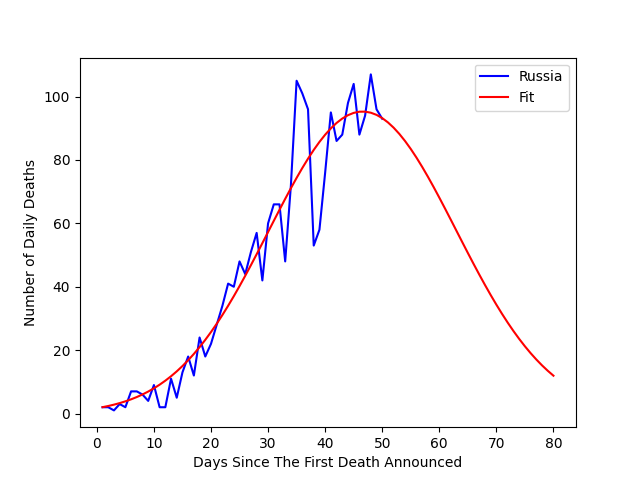 Russia
Fit
Number of Daily Deaths
100
80
60
40
20
0
0 10 20 30 40 50 60 70 80
Days Since The First Death Announced